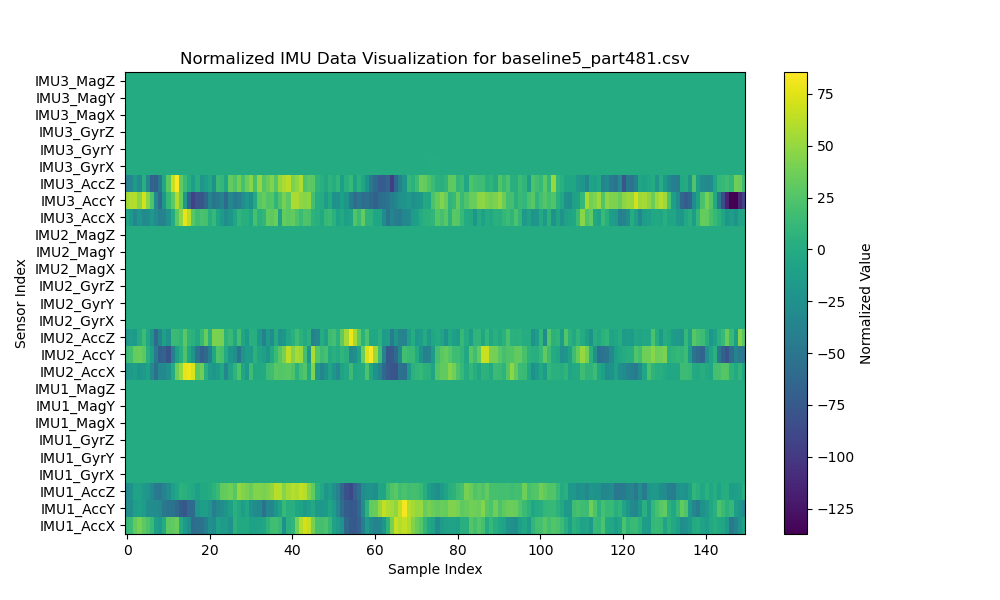 Normalized IMU Data Visualization for baseline5_part481.csv
IMU3_MagZ
IMU3_MagY
IMU3_MagX
IMU3_GyrZ
IMU3_GyrY
IMU3_GyrX
IMU3_AccZ
IMU3_AccY
IMU3_AccX
IMU2_MagZ
IMU2_MagY
IMU2_MagX
IMU2_GyrZ
IMU2_GyrY
IMU2_GyrX
IMU2_AccZ
IMU2_AccY
IMU2_AccX
IMU1_MagZ
IMU1_MagY
IMU1_MagX
IMU1_GyrZ
IMU1_GyrY
IMU1_GyrX
IMU1_AccZ
IMU1_AccY
IMU1_AccX
Sensor Index
0 20 40 60 80 100 120 140
Sample Index
75
50
25
0
−25
−50
−75
−100
−125
Normalized Value